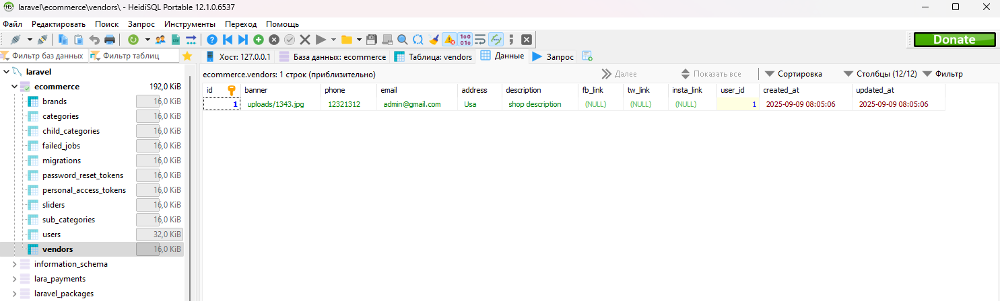 HS laravel\ecommerce\vendors\ - HeidiSQL Portable 12.1.0.6537
Файл Редактировать Поиск Запрос Инструменты Переход Помощь
Donate
Фильтр баз данных Фильтр таблиц Хост: 127.0.0.1 База данных: ecommerce Таблица: vendors Данные Запрос
laravel
ecommerce 192,0 KiB
brands 16,0 KiB
categories 16,0 KiB
child_categories 16,0 KiB
failed_jobs 16,0 KiB
migrations 16,0 KiB
password_reset_tokens 16,0 KiB
personal_access_tokens 16,0 KiB
sliders 16,0 KiB
sub_categories 16,0 KiB
users 32,0 KiB
vendors 16,0 KiB
information_schema
lara_payments
laravel_packages
ecommerce.vendors: 1 строк (приблизительно) Далее Показать все Сортировка Столбцы (12/12) Фильтр
id banner phone email address description fb_link tw_link insta_link user_id created_at updated_at
1 uploads/1343.jpg 12321312 admin@gmail.com Usa shop description (NULL) (NULL) (NULL) 1 2025-09-09 08:05:06 2025-09-09 08:05:06